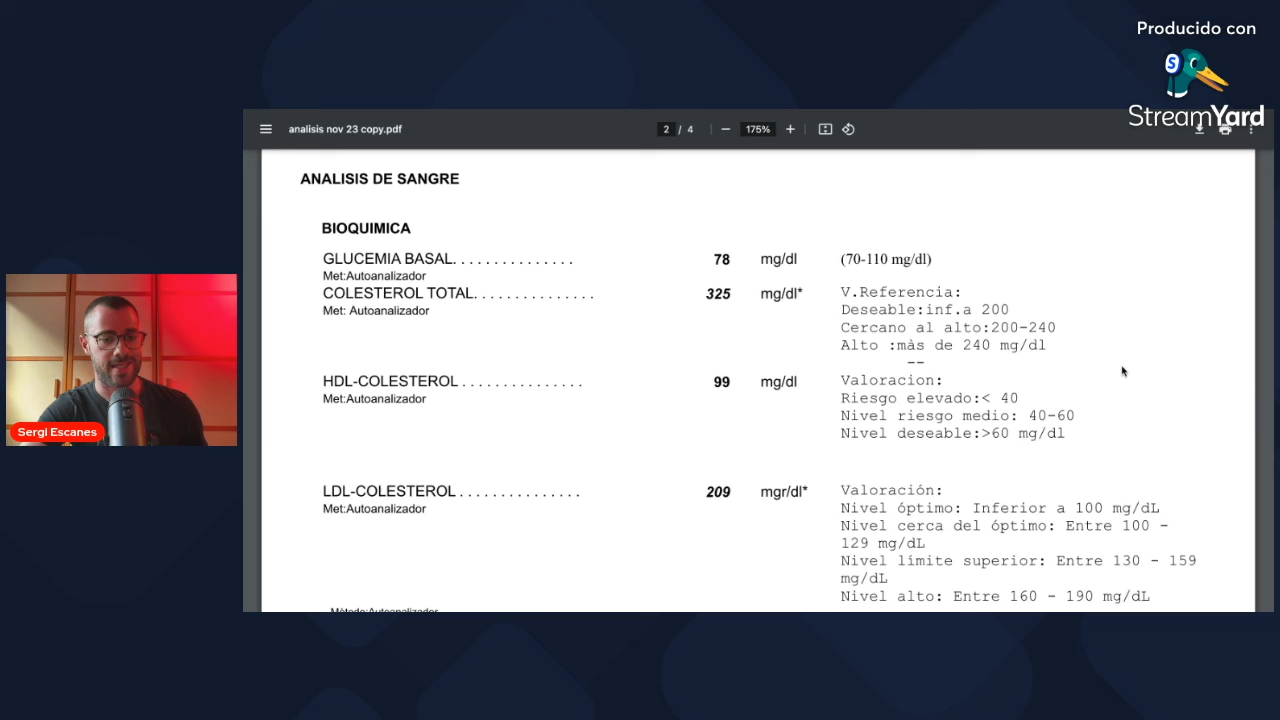 Producido con
StreamYard
analisis nov 23 copy.pdf
2 / 4
175%
ANALISIS DE SANGRE
BIOQUIMICA
GLUCEMIA BASAL. . . . . . . . . . . . . . . 78 mg/dl (70-110 mg/dl)
Met:Autoanalizador
COLESTEROL TOTAL. . . . . . . . . . . . . . . 325 mg/dl* V.Referencia:
Met: Autoanalizador Deseable:inf.a 200
Cercano al alto:200-240
Alto :màs de 240 mg/dl
--
HDL-COLESTEROL . . . . . . . . . . . . . . . 99 mg/dl Valoracion:
Met:Autoanalizador Riesgo elevado:< 40
Nivel riesgo medio: 40-60
Nivel deseable:>60 mg/dl
LDL-COLESTEROL . . . . . . . . . . . . . . . 209 mgr/dl* Valoración:
Met:Autoanalizador Nivel óptimo: Inferior a 100 mg/dL
Nivel cerca del óptimo: Entre 100 -
129 mg/dL
Nivel límite superior: Entre 130 - 159
mg/dL
Nivel alto: Entre 160 - 190 mg/dL
Método:Autoanalizador
Sergi Escanes